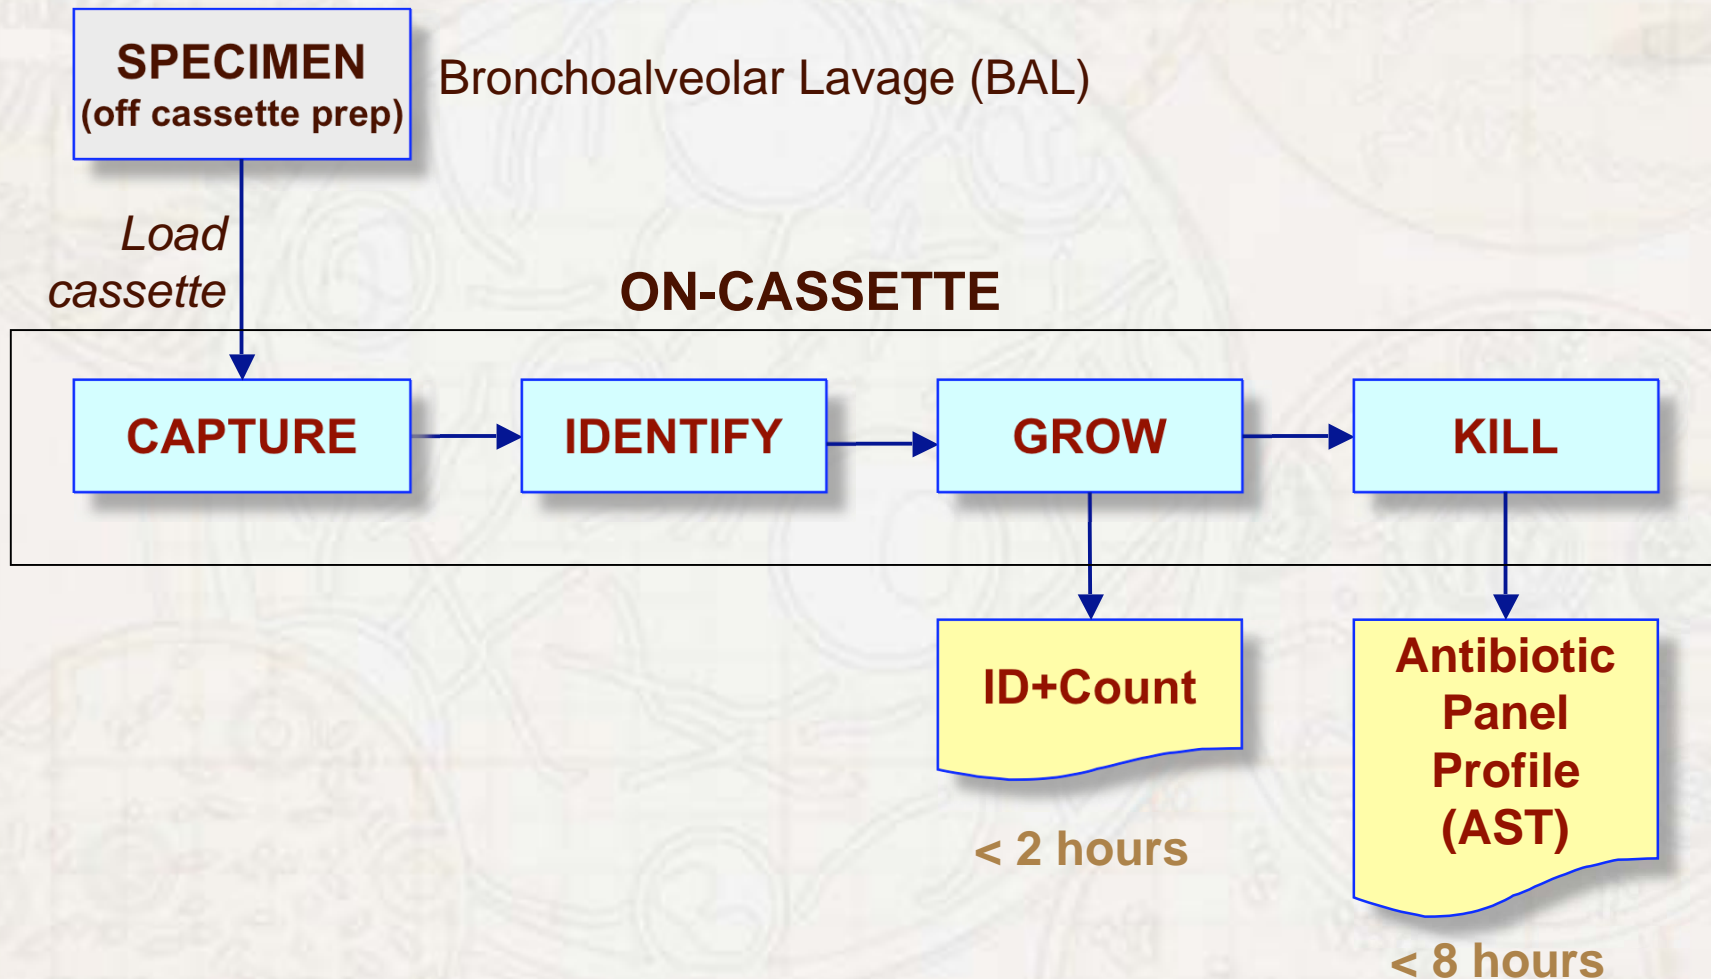 SPECIMEN
(off cassette prep)
Bronchoalveolar Lavage (BAL)
Load
cassette
ON-CASSETTE
CAPTURE
IDENTIFY
GROW
KILL
ID+Count
Antibiotic
Panel
Profile
(AST)
< 2 hours
< 8 hours